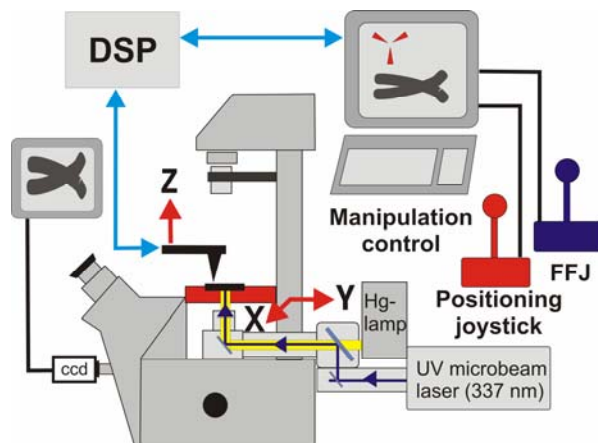 DSP
Z
Manipulation
control
FFJ
Positioning
joystick
X
Y
Hg-
lamp
ccd
UV microbeam
laser (337 nm)